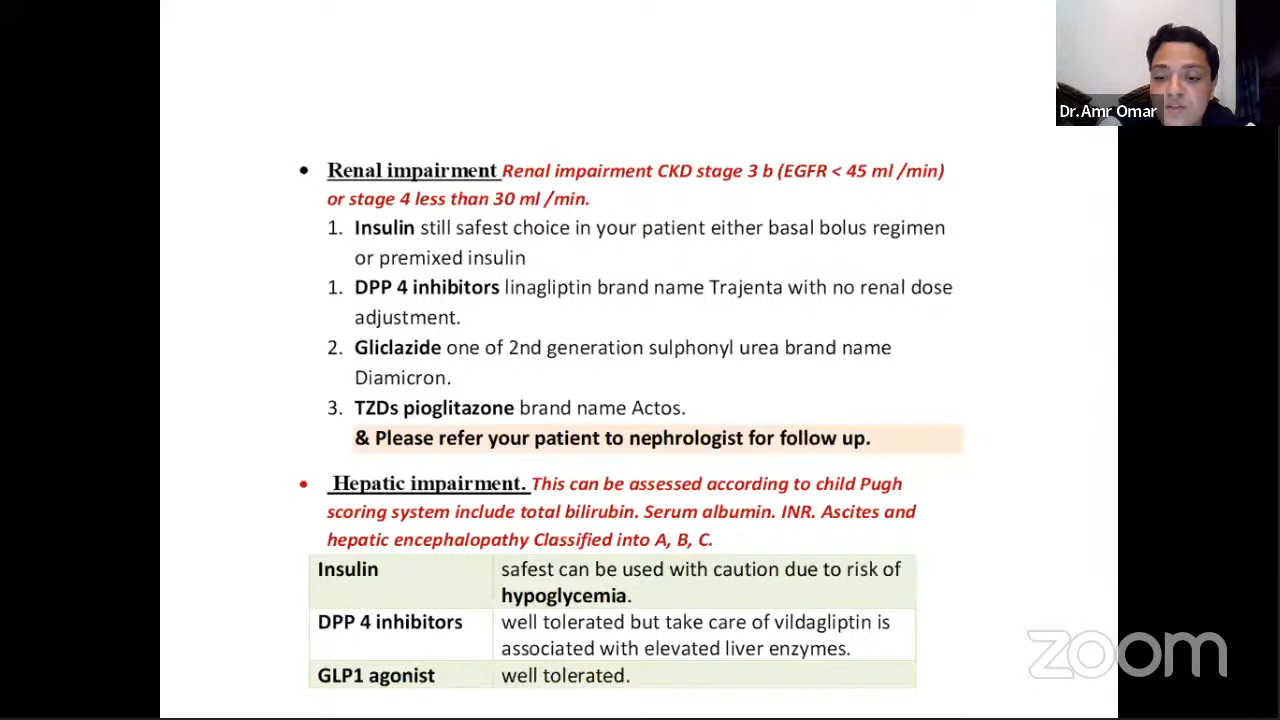 Dr.Amr Omar
• Renal impairment Renal impairment CKD stage 3 b (EGFR < 45 ml /min)
or stage 4 less than 30 ml /min.
1. Insulin still safest choice in your patient either basal bolus regimen
or premixed insulin
1. DPP 4 inhibitors linagliptin brand name Trajenta with no renal dose
adjustment.
2. Gliclazide one of 2nd generation sulphonyl urea brand name
Diamicron.
3. TZDs pioglitazone brand name Actos.
& Please refer your patient to nephrologist for follow up.
• Hepatic impairment. This can be assessed according to child Pugh
scoring system include total bilirubin. Serum albumin. INR. Ascites and
hepatic encephalopathy Classified into A, B, C.
Insulin safest can be used with caution due to risk of
hypoglycemia.
DPP 4 inhibitors well tolerated but take care of vildagliptin is
associated with elevated liver enzymes.
GLP1 agonist well tolerated.
zoom